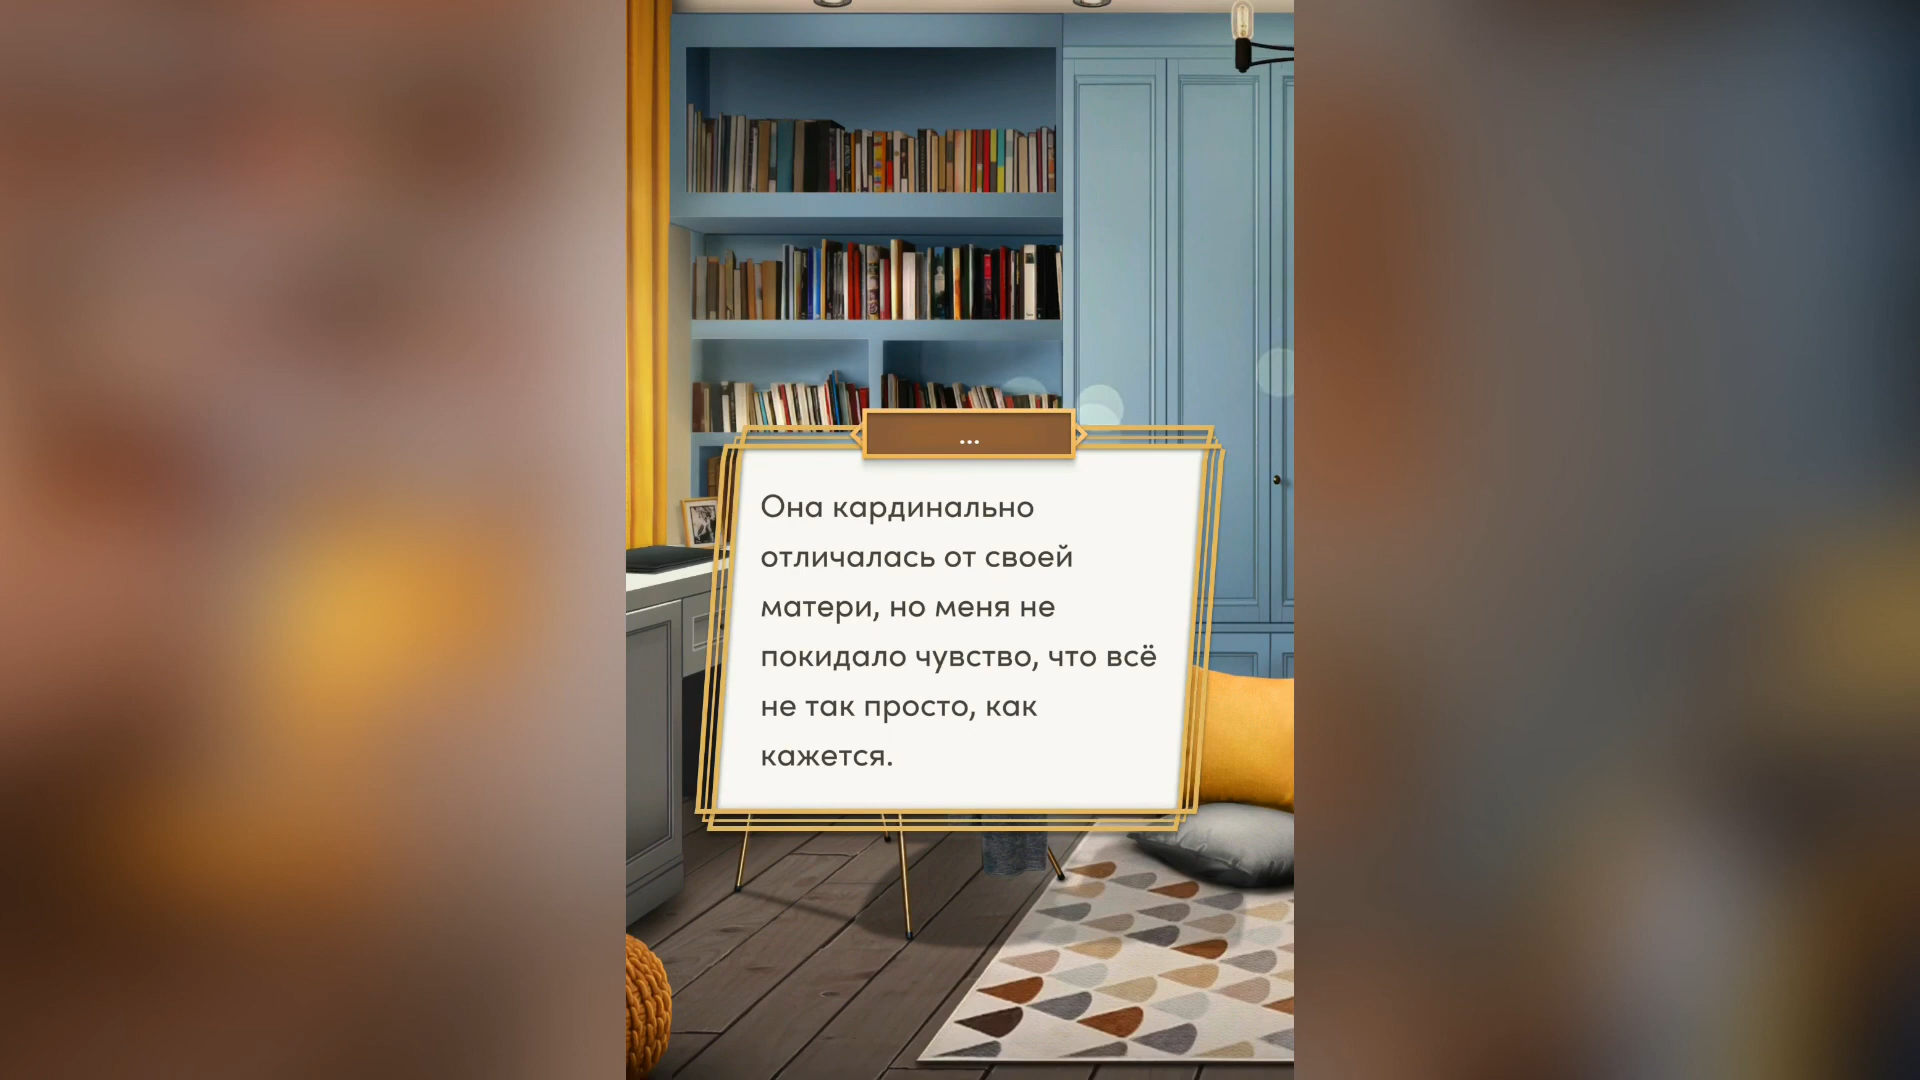 ...
Она кардинально
отличалась от своей
матери, но меня не
покидало чувство, что всё
не так просто, как
кажется.